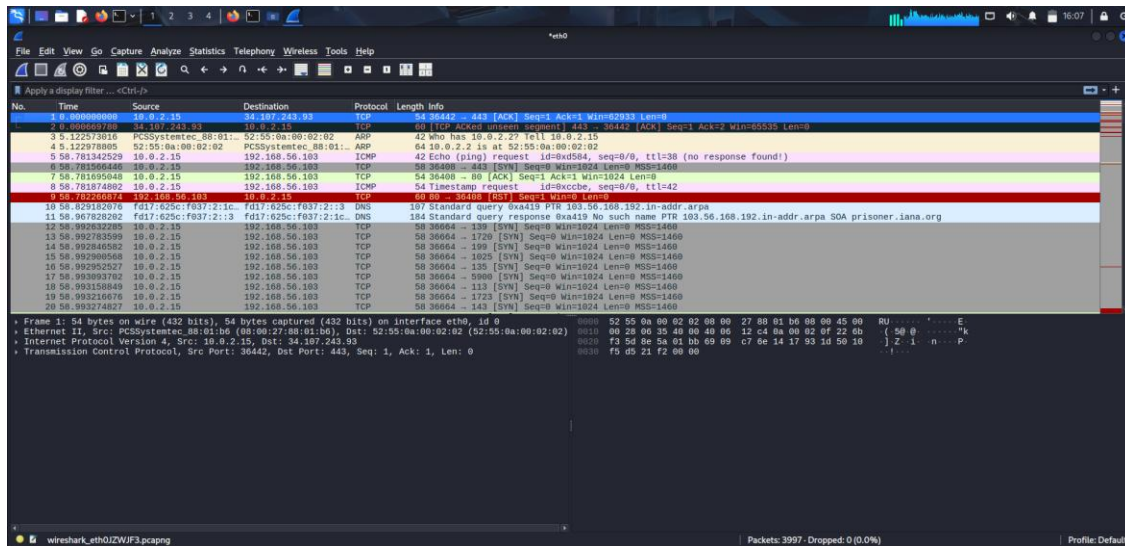 1 2 3 4 16:07
*eth0
File Edit View Go Capture Analyze Statistics Telephony Wireless Tools Help
Apply a display filter ... <Ctrl-/>
No. Time Source Destination Protocol Length Info
1 0.000000000 10.0.2.15 34.107.243.93 TCP 54 36442 → 443 [ACK] Seq=1 Ack=1 Win=62933 Len=0
2 0.000669780 34.107.243.93 10.0.2.15 TCP 60 [TCP ACKed unseen segment] 443 → 36442 [ACK] Seq=1 Ack=2 Win=65535 Len=0
3 5.122573016 PCSSystemtec_88:01:… 52:55:0a:00:02:02 ARP 42 Who has 10.0.2.2? Tell 10.0.2.15
4 5.122978805 52:55:0a:00:02:02 PCSSystemtec_88:01:… ARP 64 10.0.2.2 is at 52:55:0a:00:02:02
5 58.781342529 10.0.2.15 192.168.56.103 ICMP 42 Echo (ping) request id=0xd584, seq=0/0, ttl=38 (no response found!)
6 58.781566446 10.0.2.15 192.168.56.103 TCP 58 36408 → 443 [SYN] Seq=0 Win=1024 Len=0 MSS=1460
7 58.781695048 10.0.2.15 192.168.56.103 TCP 54 36408 → 80 [ACK] Seq=1 Ack=1 Win=1024 Len=0
8 58.781874802 10.0.2.15 192.168.56.103 ICMP 54 Timestamp request id=0xccbe, seq=0/0, ttl=42
9 58.782266874 192.168.56.103 10.0.2.15 TCP 60 80 → 36408 [RST] Seq=1 Win=0 Len=0
10 58.829182076 fd17:625c:f037:2:1c… fd17:625c:f037:2::3 DNS 107 Standard query 0xa419 PTR 103.56.168.192.in-addr.arpa
11 58.967828202 fd17:625c:f037:2::3 fd17:625c:f037:2:1c… DNS 184 Standard query response 0xa419 No such name PTR 103.56.168.192.in-addr.arpa SOA prisoner.iana.org
12 58.992632285 10.0.2.15 192.168.56.103 TCP 58 36664 → 139 [SYN] Seq=0 Win=1024 Len=0 MSS=1460
13 58.992783599 10.0.2.15 192.168.56.103 TCP 58 36664 → 1720 [SYN] Seq=0 Win=1024 Len=0 MSS=1460
14 58.992846582 10.0.2.15 192.168.56.103 TCP 58 36664 → 199 [SYN] Seq=0 Win=1024 Len=0 MSS=1460
15 58.992900568 10.0.2.15 192.168.56.103 TCP 58 36664 → 1025 [SYN] Seq=0 Win=1024 Len=0 MSS=1460
16 58.992952527 10.0.2.15 192.168.56.103 TCP 58 36664 → 135 [SYN] Seq=0 Win=1024 Len=0 MSS=1460
17 58.993093702 10.0.2.15 192.168.56.103 TCP 58 36664 → 5900 [SYN] Seq=0 Win=1024 Len=0 MSS=1460
18 58.993158849 10.0.2.15 192.168.56.103 TCP 58 36664 → 113 [SYN] Seq=0 Win=1024 Len=0 MSS=1460
19 58.993216676 10.0.2.15 192.168.56.103 TCP 58 36664 → 1723 [SYN] Seq=0 Win=1024 Len=0 MSS=1460
20 58.993274827 10.0.2.15 192.168.56.103 TCP 58 36664 → 143 [SYN] Seq=0 Win=1024 Len=0 MSS=1460
Frame 1: 54 bytes on wire (432 bits), 54 bytes captured (432 bits) on interface eth0, id 0
Ethernet II, Src: PCSSystemtec_88:01:b6 (08:00:27:88:01:b6), Dst: 52:55:0a:00:02:02 (52:55:0a:00:02:02)
Internet Protocol Version 4, Src: 10.0.2.15, Dst: 34.107.243.93
Transmission Control Protocol, Src Port: 36442, Dst Port: 443, Seq: 1, Ack: 1, Len: 0
0000 52 55 0a 00 02 02 08 00 27 88 01 b6 08 00 45 00 RU······ '·····E·
0010 00 28 06 35 40 00 40 06 12 c4 0a 00 02 0f 22 6b ·(·5@·@· ······"k
0020 f3 5d 8e 5a 01 bb 69 09 c7 6e 14 17 93 1d 50 10 ·]·Z··i· ·n····P·
0030 f5 d5 21 f2 00 00 ··!···
wireshark_eth0JZWJF3.pcapng Packets: 3997 · Dropped: 0 (0.0%) Profile: Default